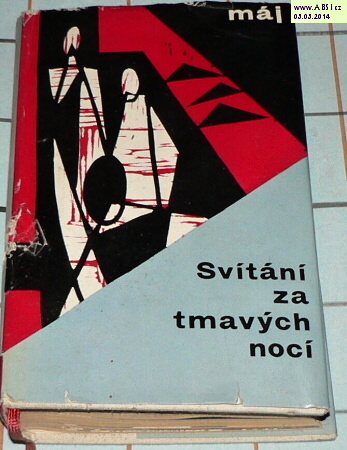 www.ABS1.cz
03.03.2014
máj
Svítání
za
tmavých
nocí